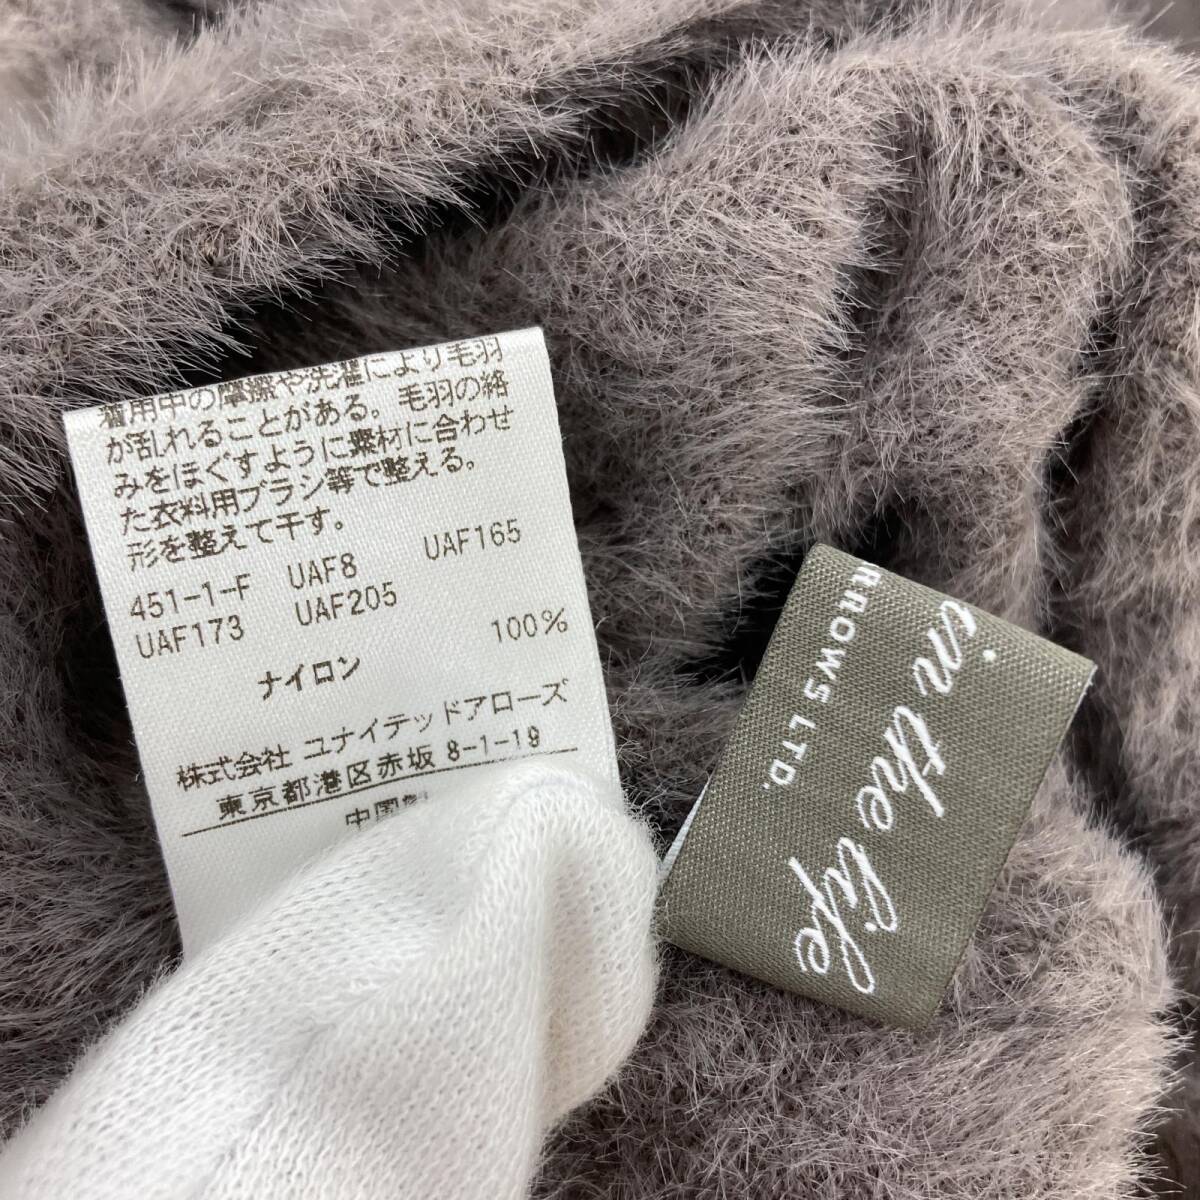 着用中の摩擦や洗濯により毛羽
が乱れることがある。毛羽の絡
みをほぐすように素材に合わせ
た衣料用ブラシ等で整える。
形を整えて干す。
451-1-F UAF8 UAF165
UAF173 UAF205
100%
ナイロン
株式会社 ユナイテッドアローズ
東京都港区赤坂 8-1-19
中国製
in the life
RROWS LTD.